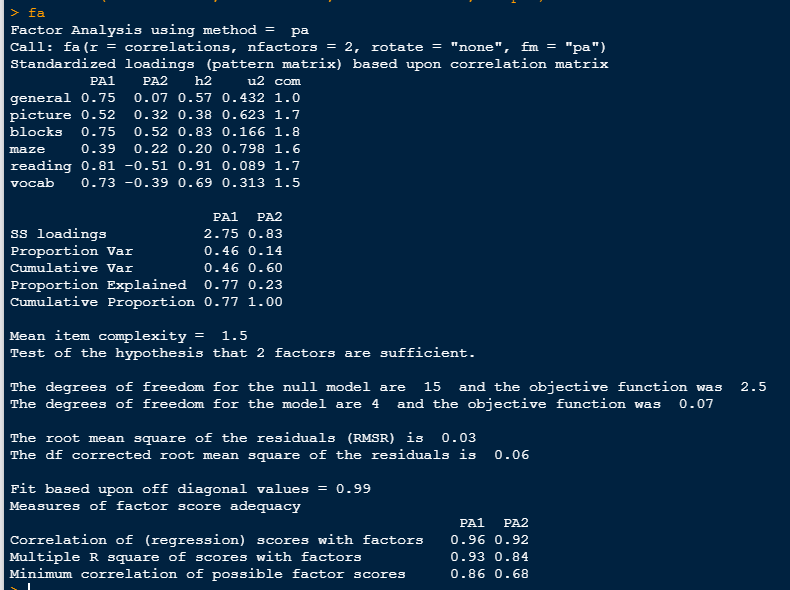 > fa
Factor Analysis using method =  pa
Call: fa(r = correlations, nfactors = 2, rotate = "none", fm = "pa")
Standardized loadings (pattern matrix) based upon correlation matrix
         PA1   PA2   h2    u2 com
general 0.75  0.07 0.57 0.432 1.0
picture 0.52  0.32 0.38 0.623 1.7
blocks  0.75  0.52 0.83 0.166 1.8
maze    0.39  0.22 0.20 0.798 1.6
reading 0.81 -0.51 0.91 0.089 1.7
vocab   0.73 -0.39 0.69 0.313 1.5
                       PA1  PA2
SS loadings           2.75 0.83
Proportion Var        0.46 0.14
Cumulative Var        0.46 0.60
Proportion Explained  0.77 0.23
Cumulative Proportion 0.77 1.00
Mean item complexity =  1.5
Test of the hypothesis that 2 factors are sufficient.
The degrees of freedom for the null model are  15  and the objective function was  2.5
The degrees of freedom for the model are 4  and the objective function was  0.07
The root mean square of the residuals (RMSR) is  0.03
The df corrected root mean square of the residuals is  0.06
Fit based upon off diagonal values = 0.99
Measures of factor score adequacy
                                                   PA1  PA2
Correlation of (regression) scores with factors   0.96 0.92
Multiple R square of scores with factors          0.93 0.84
Minimum correlation of possible factor scores     0.86 0.68
>